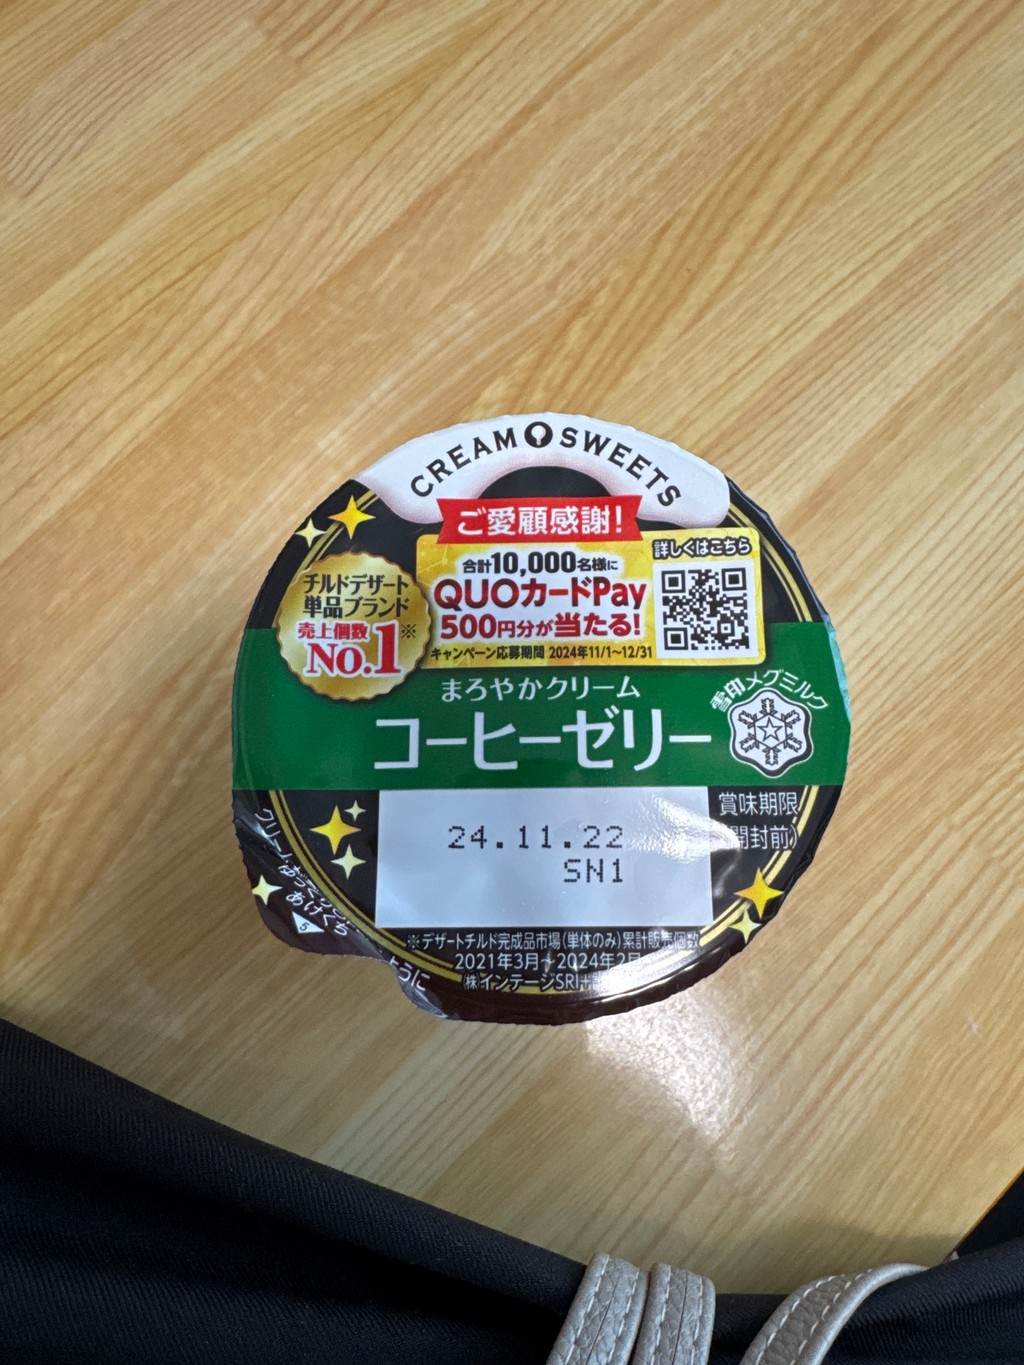 CREAM SWEETS
ご愛顧感謝!
合計10,000名様に
QUOカードPay
500円分が当たる!
キャンペーン応募期間 2024年11/1~12/31
詳しくはこちら
チルドデザート
単品ブランド
売上個数
No.1※
まろやかクリーム
コーヒーゼリー
雪印メグミルク
賞味期限
(開封前)
24.11.22
SN1
あけくち
5
ように
※デザートチルド完成品市場(単体のみ)累計販売個数
2021年3月~2024年2月
(株)インテージSRI+